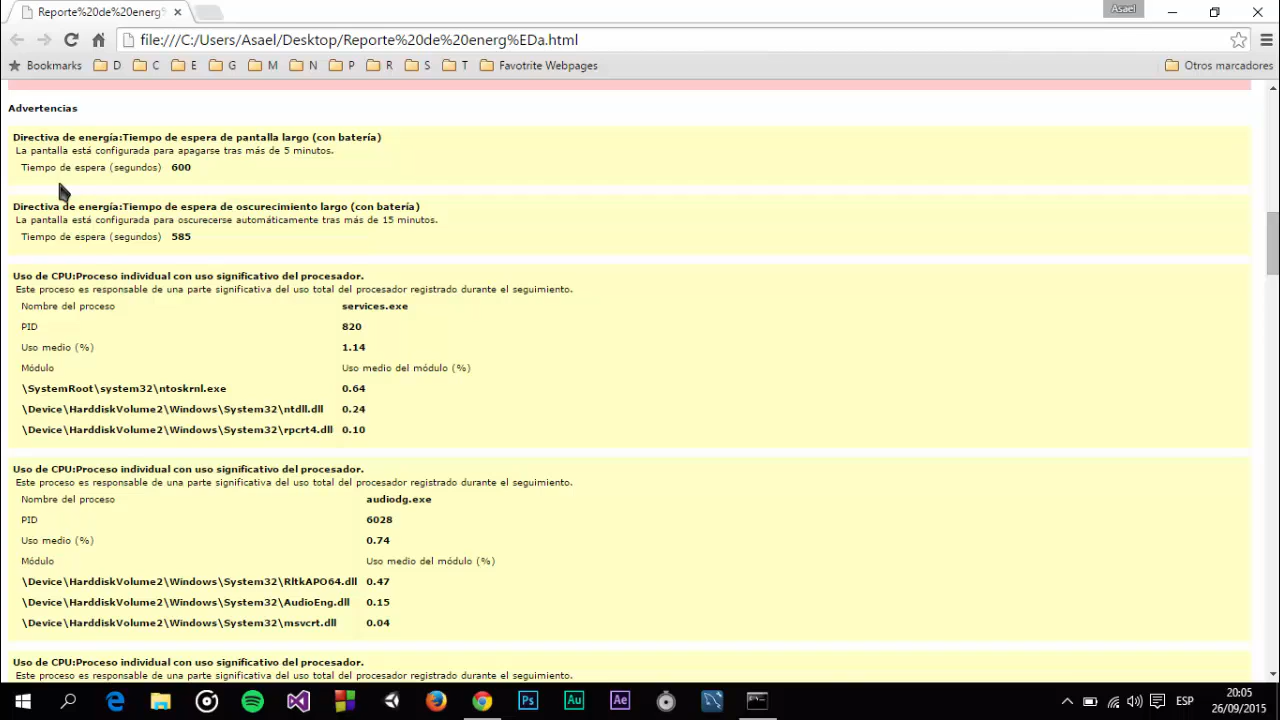 Reporte%20de%20energ%
Asael
file:///C:/Users/Asael/Desktop/Reporte%20de%20energ%EDa.html
Bookmarks D C E G M N P R S T Favotrite Webpages Otros marcadores
Advertencias
Directiva de energía:Tiempo de espera de pantalla largo (con batería)
La pantalla está configurada para apagarse tras más de 5 minutos.
Tiempo de espera (segundos) 600
Directiva de energía:Tiempo de espera de oscurecimiento largo (con batería)
La pantalla está configurada para oscurecerse automáticamente tras más de 15 minutos.
Tiempo de espera (segundos) 585
Uso de CPU:Proceso individual con uso significativo del procesador.
Este proceso es responsable de una parte significativa del uso total del procesador registrado durante el seguimiento.
Nombre del proceso services.exe
PID 820
Uso medio (%) 1.14
Módulo Uso medio del módulo (%)
\SystemRoot\system32\ntoskrnl.exe 0.64
\Device\HarddiskVolume2\Windows\System32\ntdll.dll 0.24
\Device\HarddiskVolume2\Windows\System32\rpcrt4.dll 0.10
Uso de CPU:Proceso individual con uso significativo del procesador.
Este proceso es responsable de una parte significativa del uso total del procesador registrado durante el seguimiento.
Nombre del proceso audiodg.exe
PID 6028
Uso medio (%) 0.74
Módulo Uso medio del módulo (%)
\Device\HarddiskVolume2\Windows\System32\RltkAPO64.dll 0.47
\Device\HarddiskVolume2\Windows\System32\AudioEng.dll 0.15
\Device\HarddiskVolume2\Windows\System32\msvcrt.dll 0.04
Uso de CPU:Proceso individual con uso significativo del procesador.
Este proceso es responsable de una parte significativa del uso total del procesador registrado durante el seguimiento.
Ps Au Ae ESP
20:05
26/09/2015